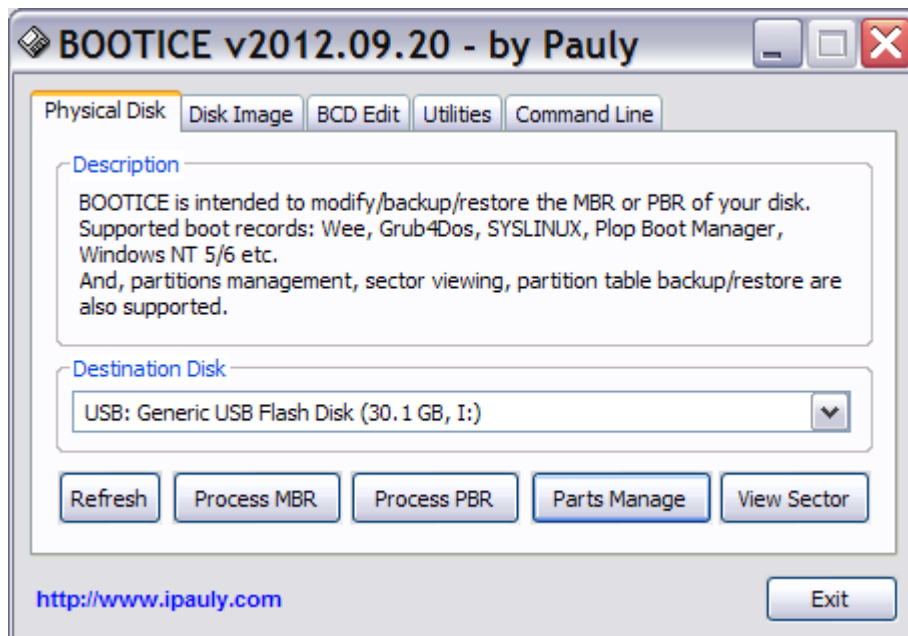 BOOTICE v2012.09.20 - by Pauly
Physical Disk Disk Image BCD Edit Utilities Command Line
Description
BOOTICE is intended to modify/backup/restore the MBR or PBR of your disk.
Supported boot records: Wee, Grub4Dos, SYSLINUX, Plop Boot Manager,
Windows NT 5/6 etc.
And, partitions management, sector viewing, partition table backup/restore are
also supported.
Destination Disk
USB: Generic USB Flash Disk (30.1 GB, I:)
Refresh Process MBR Process PBR Parts Manage View Sector
http://www.ipauly.com Exit